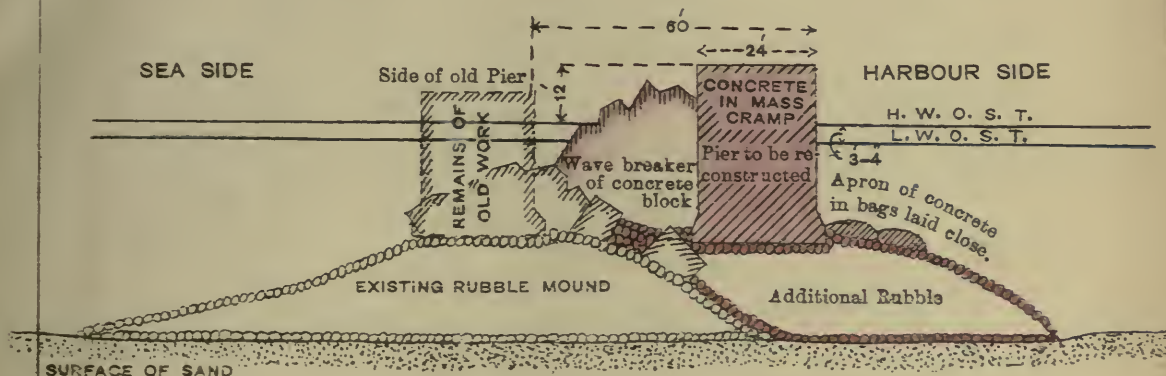 60′
24′
SEA SIDE
Side of old Pier
12′
CONCRETE
IN MASS
CRAMP
HARBOUR SIDE
H. W. O. S. T.
L. W. O. S. T.
3-4
REMAINS OF
OLD WORK
Wave breaker
of concrete
block
Pier to be re-
constructed
Apron of concrete
in bags laid close.
EXISTING RUBBLE MOUND
Additional Rubble
SURFACE OF SAND